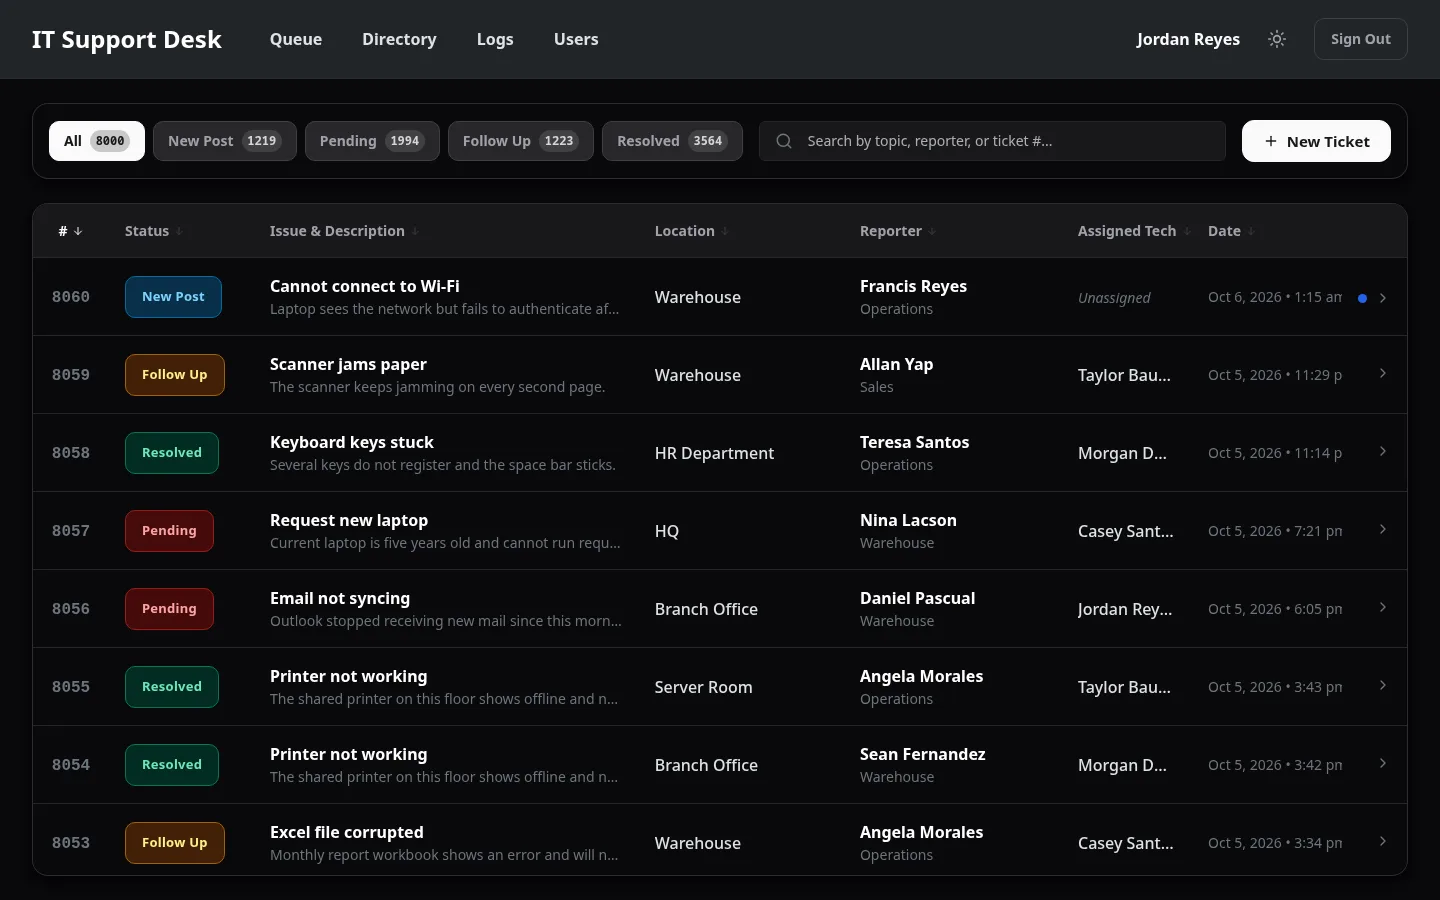 IT Support Desk Queue Directory Logs Users Jordan Reyes Sign Out
All 8000 New Post 1219 Pending 1994 Follow Up 1223 Resolved 3564 Search by topic, reporter, or ticket #... + New Ticket
# ↓ Status ↓ Issue & Description ↓ Location ↓ Reporter ↓ Assigned Tech ↓ Date ↓
8060 New Post Cannot connect to Wi-Fi Warehouse Francis Reyes Unassigned Oct 6, 2026 • 1:15 am
Laptop sees the network but fails to authenticate af... Operations
8059 Follow Up Scanner jams paper Warehouse Allan Yap Taylor Bau... Oct 5, 2026 • 11:29 p
The scanner keeps jamming on every second page. Sales
8058 Resolved Keyboard keys stuck HR Department Teresa Santos Morgan D... Oct 5, 2026 • 11:14 p
Several keys do not register and the space bar sticks. Operations
8057 Pending Request new laptop HQ Nina Lacson Casey Sant... Oct 5, 2026 • 7:21 pm
Current laptop is five years old and cannot run requ... Warehouse
8056 Pending Email not syncing Branch Office Daniel Pascual Jordan Rey... Oct 5, 2026 • 6:05 pm
Outlook stopped receiving new mail since this morn... Warehouse
8055 Resolved Printer not working Server Room Angela Morales Taylor Bau... Oct 5, 2026 • 3:43 pm
The shared printer on this floor shows offline and n... Operations
8054 Resolved Printer not working Branch Office Sean Fernandez Morgan D... Oct 5, 2026 • 3:42 pm
The shared printer on this floor shows offline and n... Warehouse
8053 Follow Up Excel file corrupted Warehouse Angela Morales Casey Sant... Oct 5, 2026 • 3:34 pm
Monthly report workbook shows an error and will n... Operations